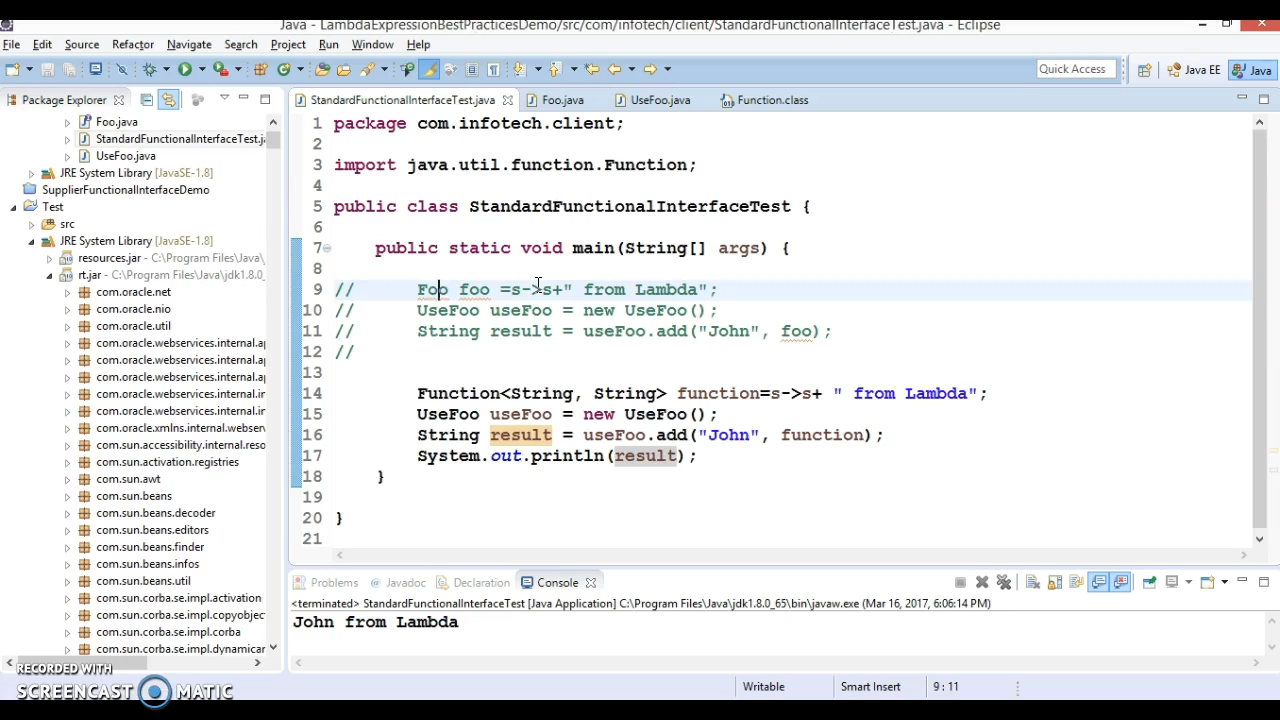 Java - LambdaExpressionBestPracticesDemo/src/com/infotech/client/StandardFunctionalInterfaceTest.java - Eclipse
File Edit Source Refactor Navigate Search Project Run Window Help
Quick Access Java EE Java
Package Explorer
StandardFunctionalInterfaceTest.java Foo.java UseFoo.java Function.class
Foo.java
StandardFunctionalInterfaceTest.ja
UseFoo.java
JRE System Library [JavaSE-1.8]
SupplierFunctionalInterfaceDemo
Test
src
JRE System Library [JavaSE-1.8]
resources.jar - C:\Program Files\Java\
rt.jar - C:\Program Files\Java\jdk1.8.0_
com.oracle.net
com.oracle.nio
com.oracle.util
com.oracle.webservices.internal.ap
com.oracle.webservices.internal.ap
com.oracle.webservices.internal.ap
com.oracle.webservices.internal.im
com.oracle.webservices.internal.in
com.oracle.xmlns.internal.webserv
com.sun.accessibility.internal.reso
com.sun.activation.registries
com.sun.awt
com.sun.beans
com.sun.beans.decoder
com.sun.beans.editors
com.sun.beans.finder
com.sun.beans.infos
com.sun.beans.util
com.sun.corba.se.impl.activation
com.sun.corba.se.impl.copyobjec
com.sun.corba.se.impl.corba
com.sun.corba.se.impl.dynamican
1 package com.infotech.client;
2
3 import java.util.function.Function;
4
5 public class StandardFunctionalInterfaceTest {
6
7 public static void main(String[] args) {
8
9 // Foo foo =s->s+" from Lambda";
10 // UseFoo useFoo = new UseFoo();
11 // String result = useFoo.add("John", foo);
12 //
13
14 Function<String, String> function=s->s+ " from Lambda";
15 UseFoo useFoo = new UseFoo();
16 String result = useFoo.add("John", function);
17 System.out.println(result);
18 }
19
20 }
21
Problems Javadoc Declaration Console
<terminated> StandardFunctionalInterfaceTest [Java Application] C:\Program Files\Java\jdk1.8.0_65\bin\javaw.exe (Mar 16, 2017, 6:06:14 PM)
John from Lambda
Writable Smart Insert 9 : 11
RECORDED WITH
SCREENCAST MATIC